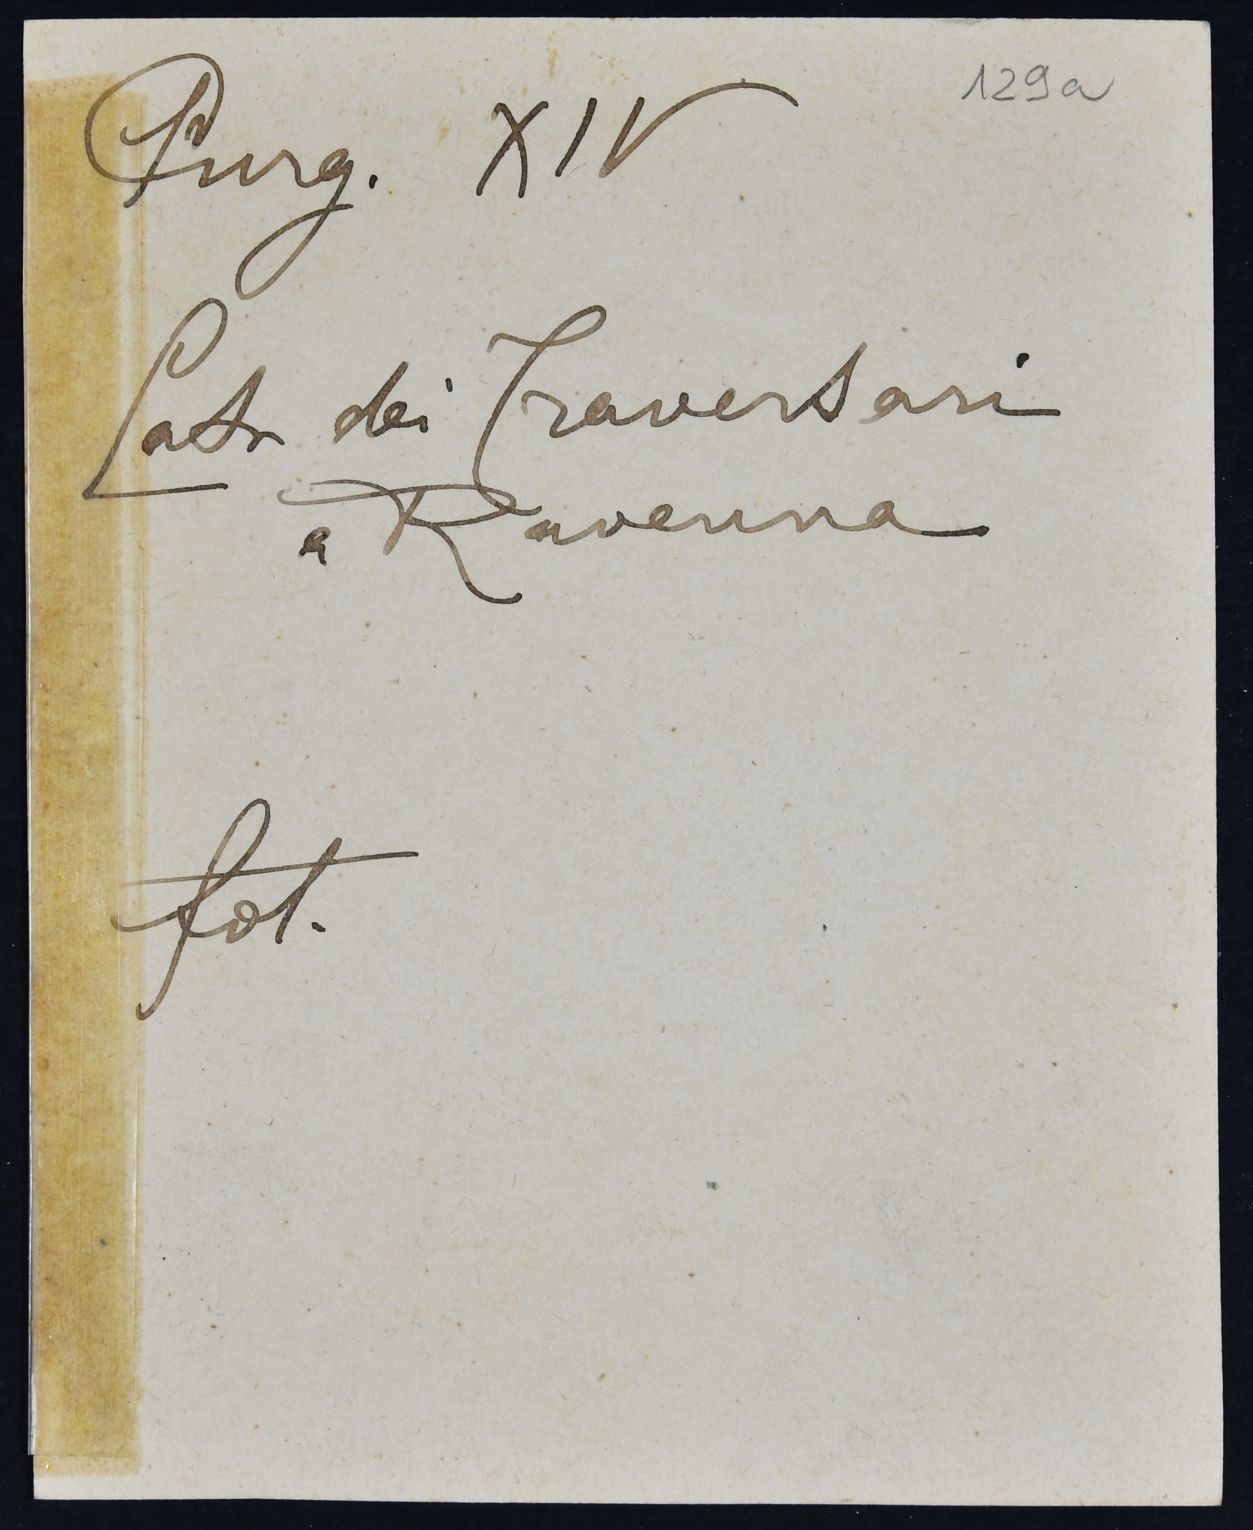 129a
Purg. XIV
Casa dei Traversari
a Ravenna
fot.